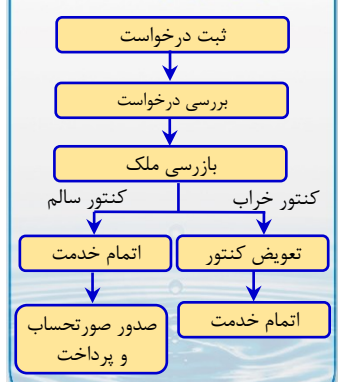 ثبت درخواست
بررسی درخواست
بازرسی ملک
کنتور خراب
کنتور سالم
تعویض کنتور
اتمام خدمت
اتمام خدمت
صدور صورتحساب
و پرداخت